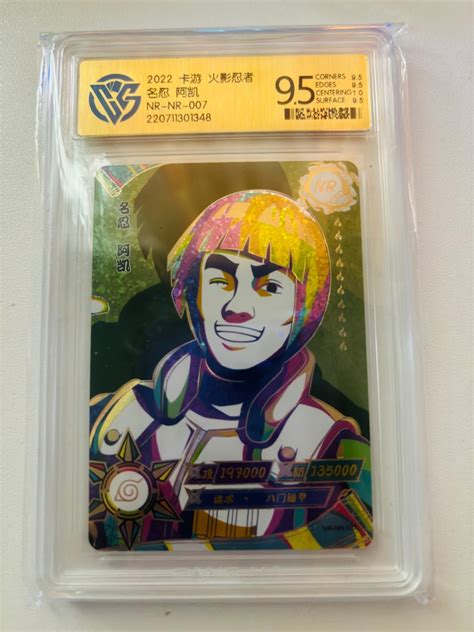 2022 卡游 火影忍者
名忍 阿凯
NR-NR-007
220711301348
9.5
CORNERS 9.5
EDGES 9.5
CENTERING 10
SURFACE 9.5
NR
名忍 阿凯
攻 197000
防 135000
八门遁甲